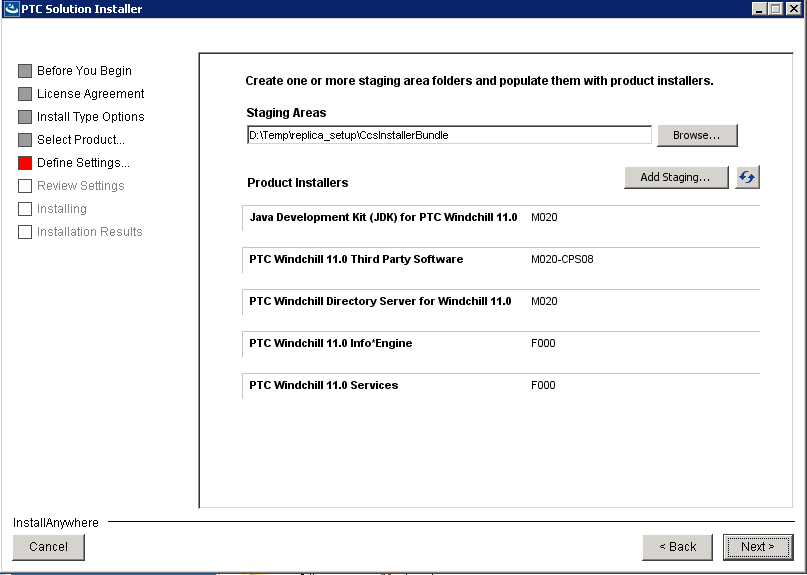 PTC Solution Installer
Before You Begin
License Agreement
Install Type Options
Select Product...
Define Settings...
Review Settings
Installing
Installation Results
Create one or more staging area folders and populate them with product installers.
Staging Areas
D:\Temp\replica_setup\CcsInstallerBundle
Browse...
Product Installers
Add Staging...
Java Development Kit (JDK) for PTC Windchill 11.0 M020
PTC Windchill 11.0 Third Party Software M020-CPS08
PTC Windchill Directory Server for Windchill 11.0 M020
PTC Windchill 11.0 Info*Engine F000
PTC Windchill 11.0 Services F000
InstallAnywhere
Cancel
< Back
Next >